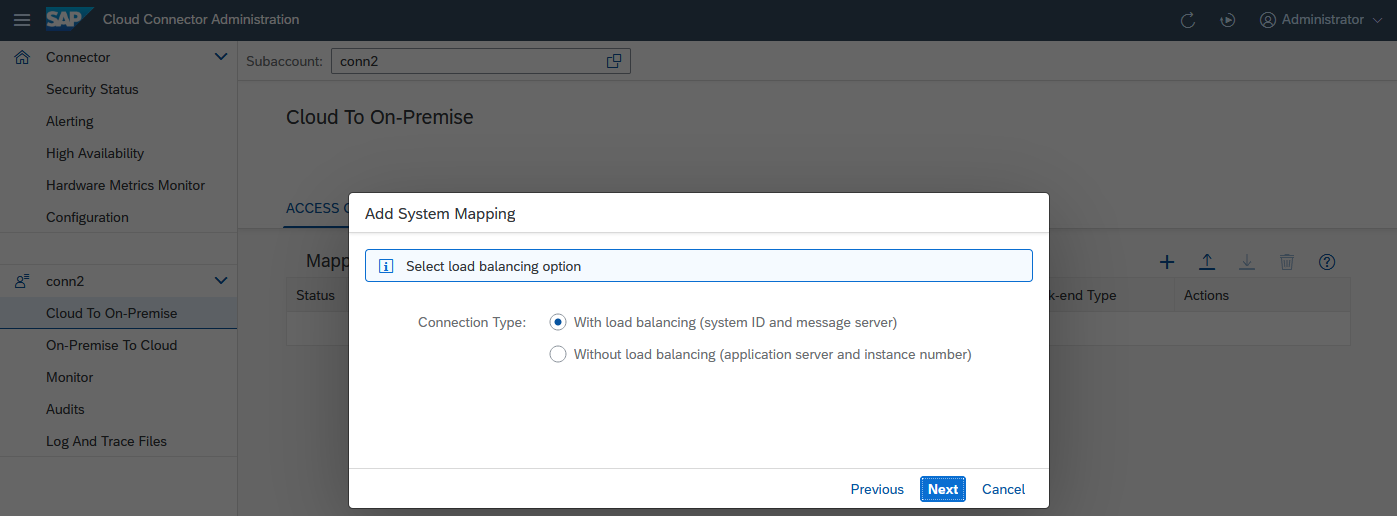 SAP Cloud Connector Administration
Administrator
Connector
Security Status
Alerting
High Availability
Hardware Metrics Monitor
Configuration
conn2
Cloud To On-Premise
On-Premise To Cloud
Monitor
Audits
Log And Trace Files
Subaccount: conn2
Cloud To On-Premise
ACCESS
Status
Actions
Type
Add System Mapping
Select load balancing option
Connection Type: With load balancing (system ID and message server)
Without load balancing (application server and instance number)
Previous Next Cancel